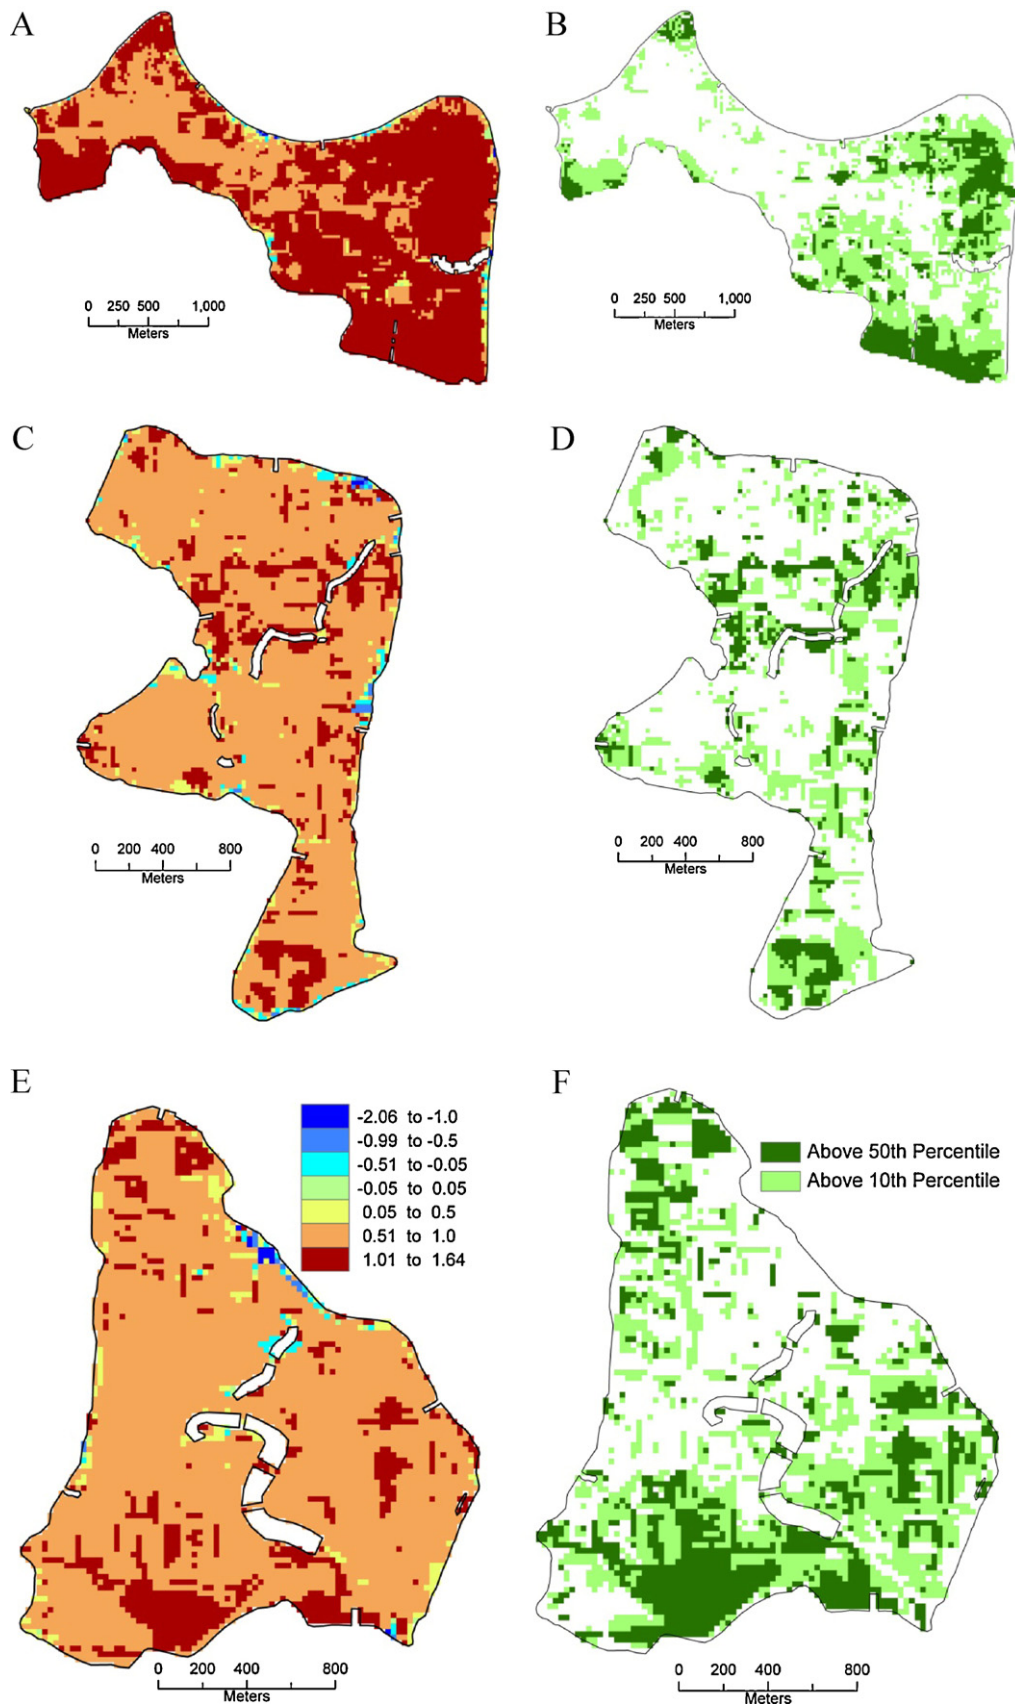 A
B
0 250 500 1,000
Meters
0 250 500 1,000
Meters
C
D
0 200 400 800
Meters
0 200 400 800
Meters
E
F
-2.06 to -1.0
-0.99 to -0.5
-0.51 to -0.05
-0.05 to 0.05
0.05 to 0.5
0.51 to 1.0
1.01 to 1.64
Above 50th Percentile
Above 10th Percentile
0 200 400 800
Meters
0 200 400 800
Meters